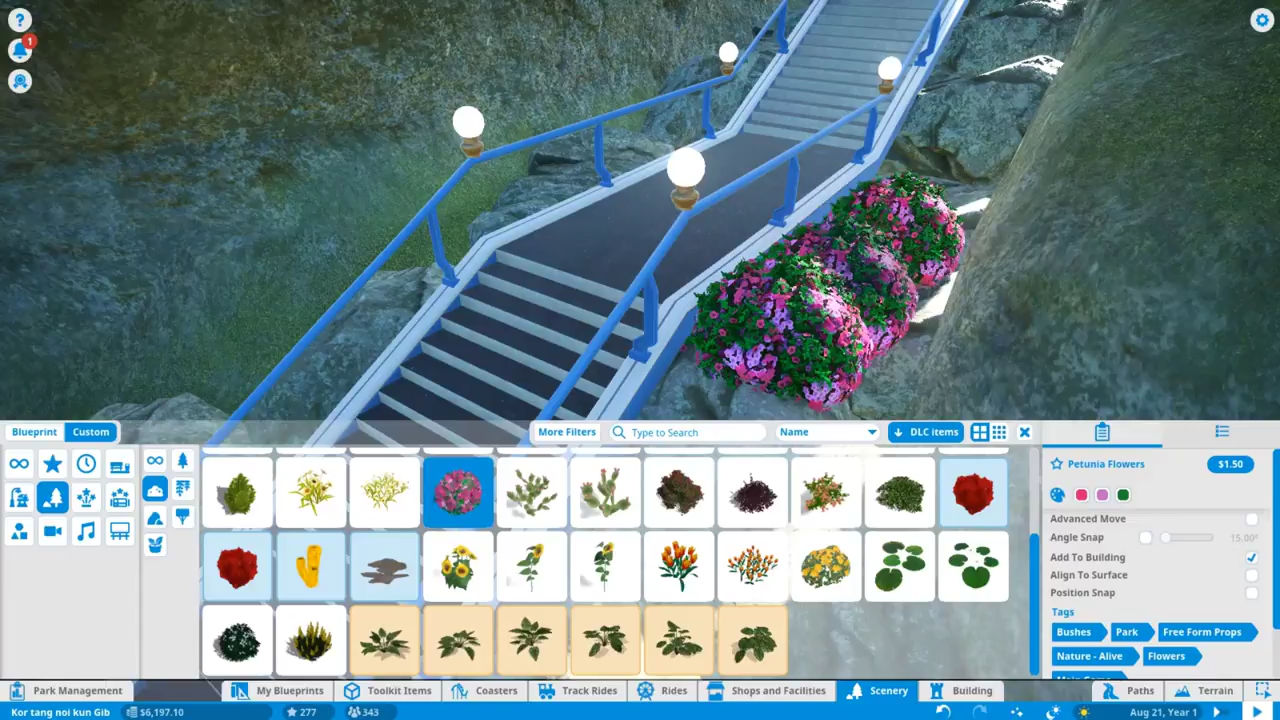 ?
1
Blueprint Custom More Filters Type to Search Name DLC items
Petunia Flowers $1.50
Advanced Move
Angle Snap 15.00°
Add To Building
Align To Surface
Position Snap
Tags
Bushes Park Free Form Props
Nature - Alive Flowers
Park Management My Blueprints Toolkit Items Coasters Track Rides Rides Shops and Facilities Scenery Building Paths Terrain
Kor tang noi kun Gib $6,197.10 277 343 Aug 21, Year 1